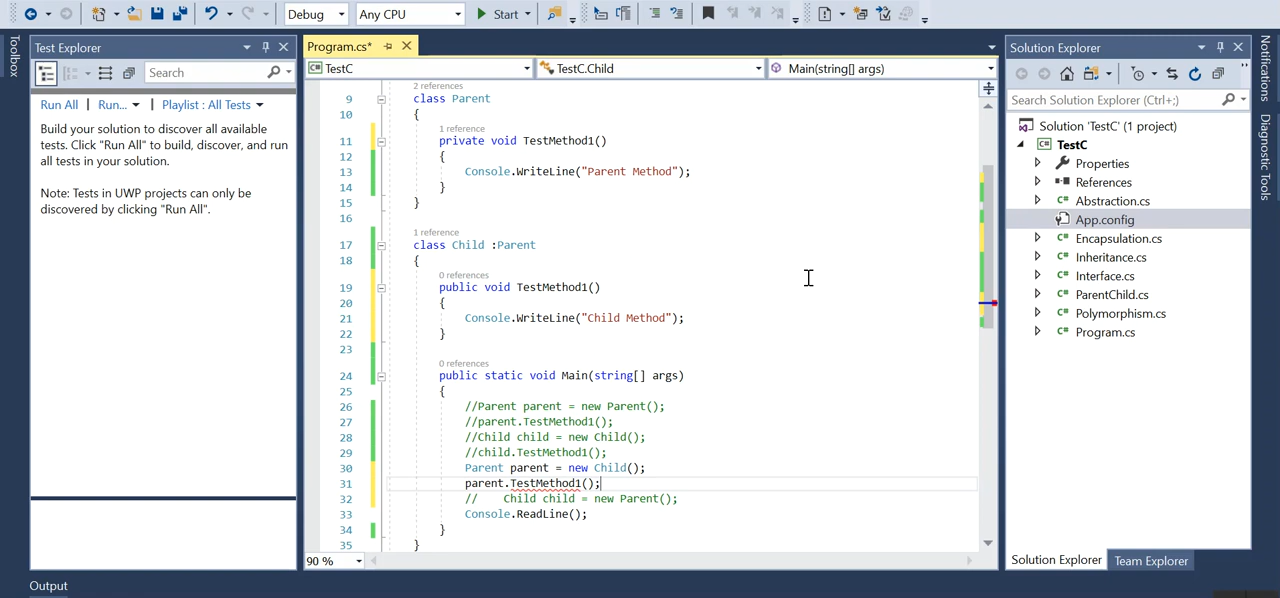 Debug
Any CPU
Start
Toolbox
Test Explorer
Search
Run All | Run... | Playlist : All Tests
Build your solution to discover all available
tests. Click "Run All" to build, discover, and run
all tests in your solution.
Note: Tests in UWP projects can only be
discovered by clicking "Run All".
Program.cs*
TestC
TestC.Child
Main(string[] args)
2 references
9 class Parent
10 {
1 reference
11 private void TestMethod1()
12 {
13 Console.WriteLine("Parent Method");
14 }
15 }
16
1 reference
17 class Child :Parent
18 {
0 references
19 public void TestMethod1()
20 {
21 Console.WriteLine("Child Method");
22 }
23
0 references
24 public static void Main(string[] args)
25 {
26 //Parent parent = new Parent();
27 //parent.TestMethod1();
28 //Child child = new Child();
29 //child.TestMethod1();
30 Parent parent = new Child();
31 parent.TestMethod1();
32 // Child child = new Parent();
33 Console.ReadLine();
34 }
35 }
90 %
Solution Explorer
Search Solution Explorer (Ctrl+;)
Solution 'TestC' (1 project)
TestC
Properties
References
Abstraction.cs
App.config
Encapsulation.cs
Inheritance.cs
Interface.cs
ParentChild.cs
Polymorphism.cs
Program.cs
Solution Explorer
Team Explorer
Notifications
Diagnostic Tools
Output